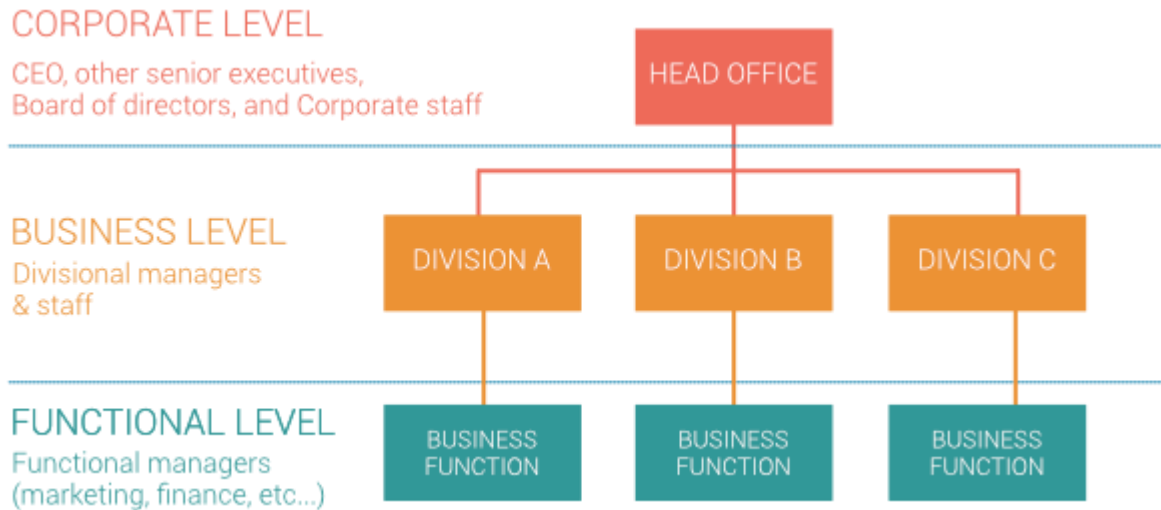 CORPORATE LEVEL
CEO, other senior executives,
Board of directors, and Corporate staff
HEAD OFFICE
BUSINESS LEVEL
Divisional managers
& staff
DIVISION A
DIVISION B
DIVISION C
FUNCTIONAL LEVEL
Functional managers
(marketing, finance, etc...)
BUSINESS
FUNCTION
BUSINESS
FUNCTION
BUSINESS
FUNCTION